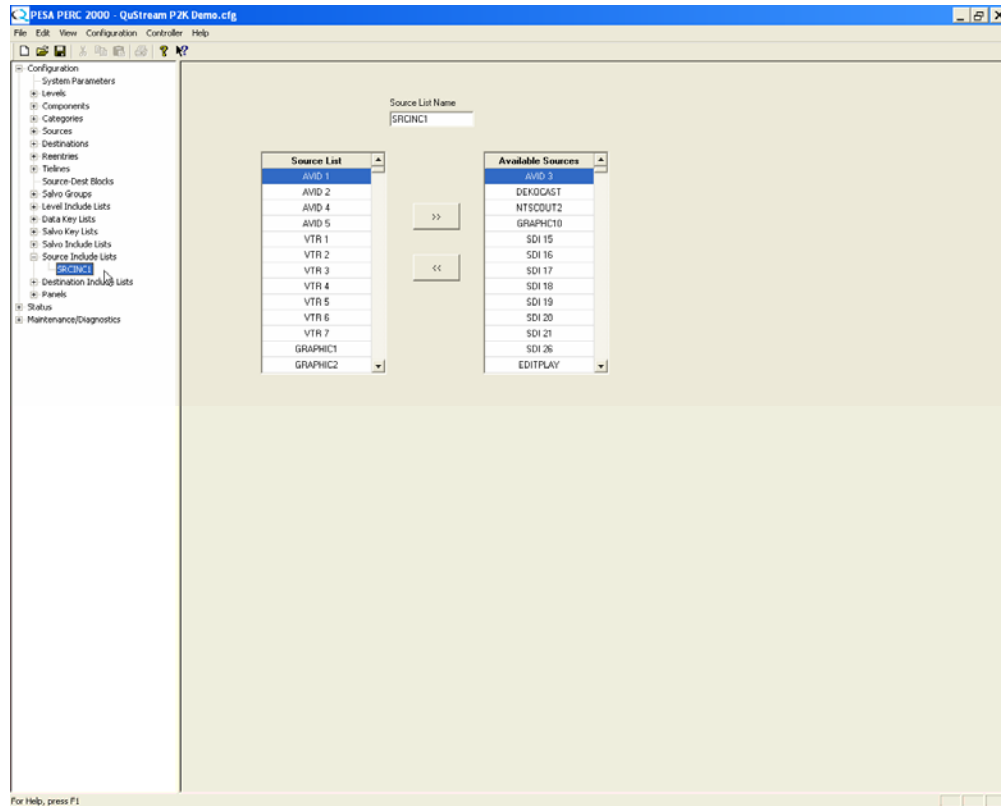 PESA PERC 2000 - QuStream P2K Demo.cfg
File Edit View Configuration Controller Help
Configuration
System Parameters
Levels
Components
Categories
Sources
Destinations
Reentries
Tielines
Source-Dest Blocks
Salvo Groups
Level Include Lists
Data Key Lists
Salvo Key Lists
Salvo Include Lists
Source Include Lists
SRCINC1
Destination Include Lists
Panels
Status
Maintenance/Diagnostics
Source List Name
SRCINC1
Source List
AVID 1
AVID 2
AVID 4
AVID 5
VTR 1
VTR 2
VTR 3
VTR 4
VTR 5
VTR 6
VTR 7
GRAPHIC1
GRAPHIC2
>>
<<
Available Sources
AVID 3
DEKOCAST
NTSCOUT2
GRAPHC10
SDI 15
SDI 16
SDI 17
SDI 18
SDI 19
SDI 20
SDI 21
SDI 26
EDITPLAY
For Help, press F1